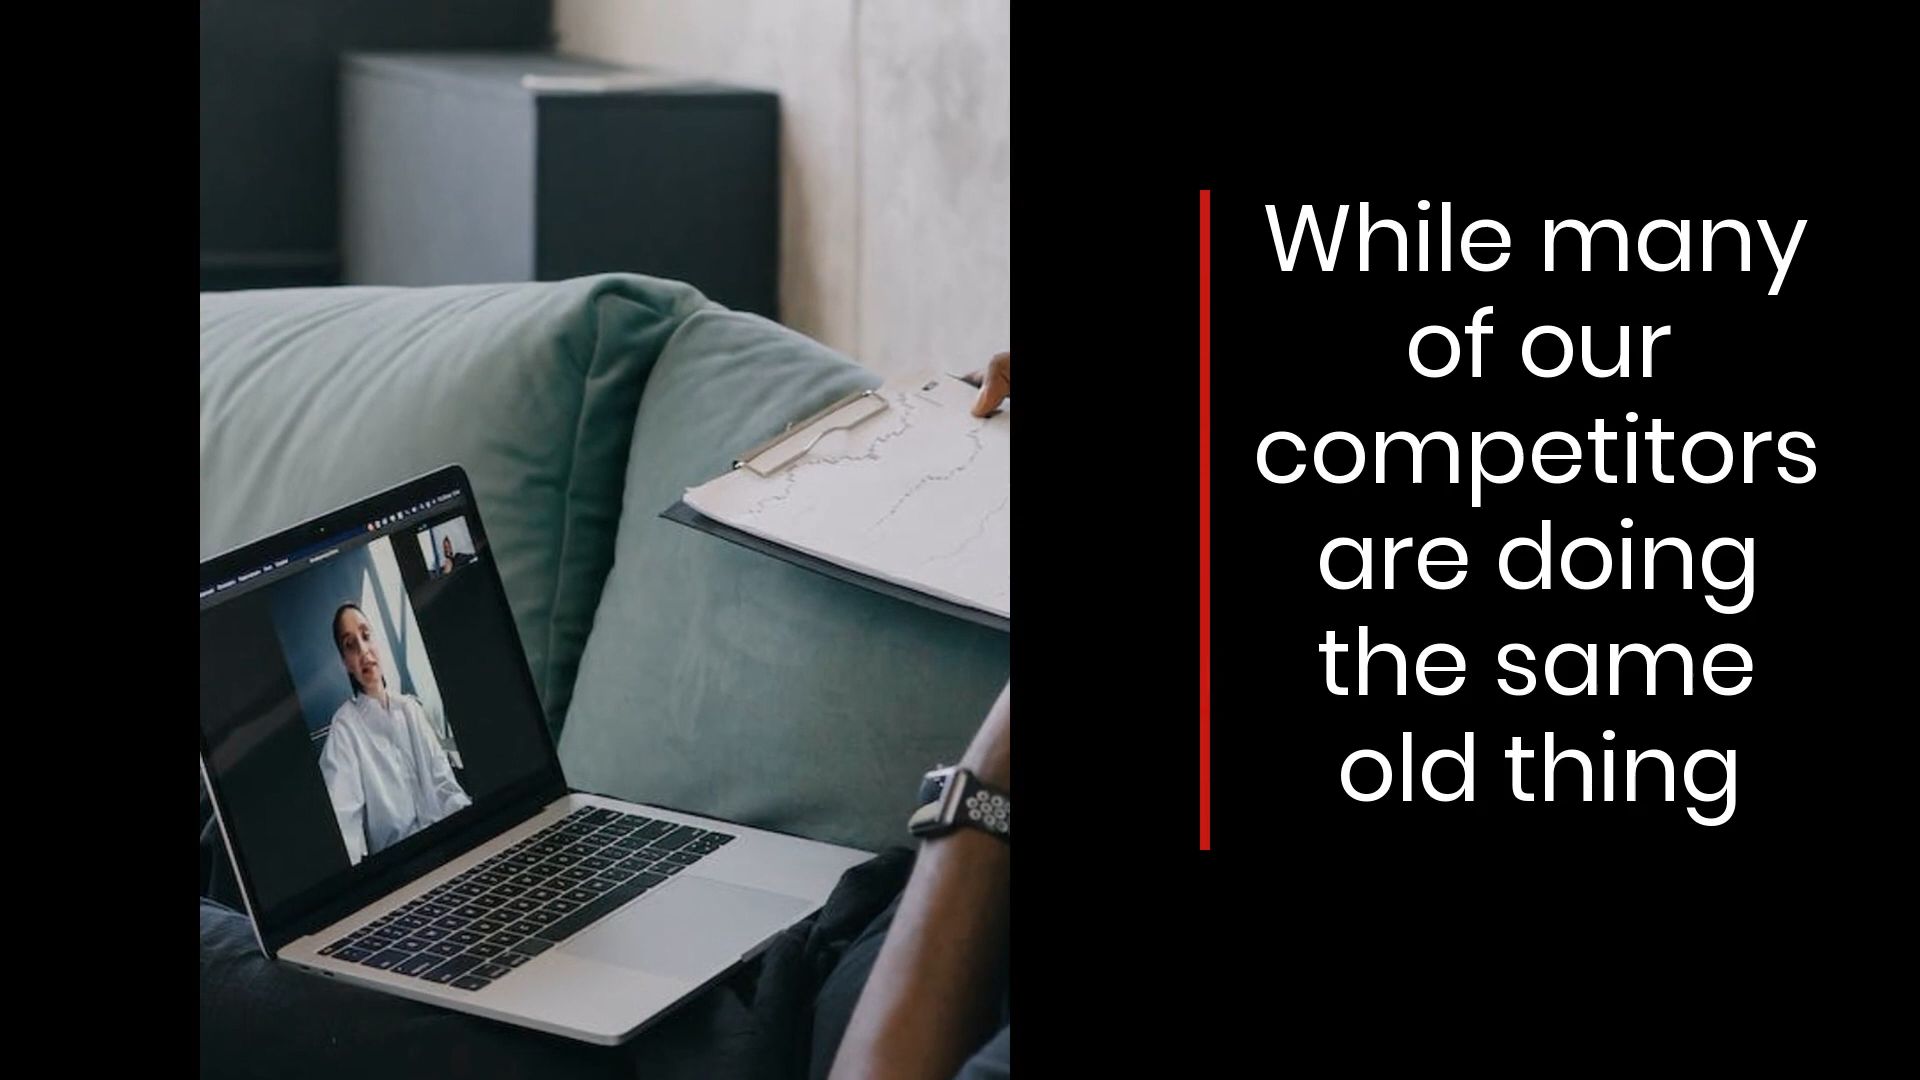 While many
of our
competitors
are doing
the same
old thing